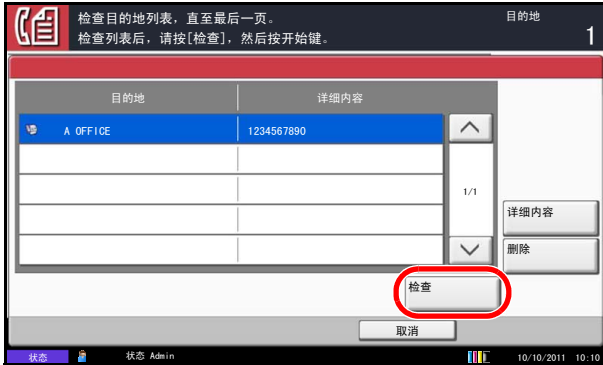 检查目的地列表，直至最后一页。
检查列表后，请按[检查]，然后按开始键。
目的地
1
目的地 详细内容
A OFFICE 1234567890
1/1
详细内容
删除
检查
取消
状态 状态 Admin 10/10/2011 10:10